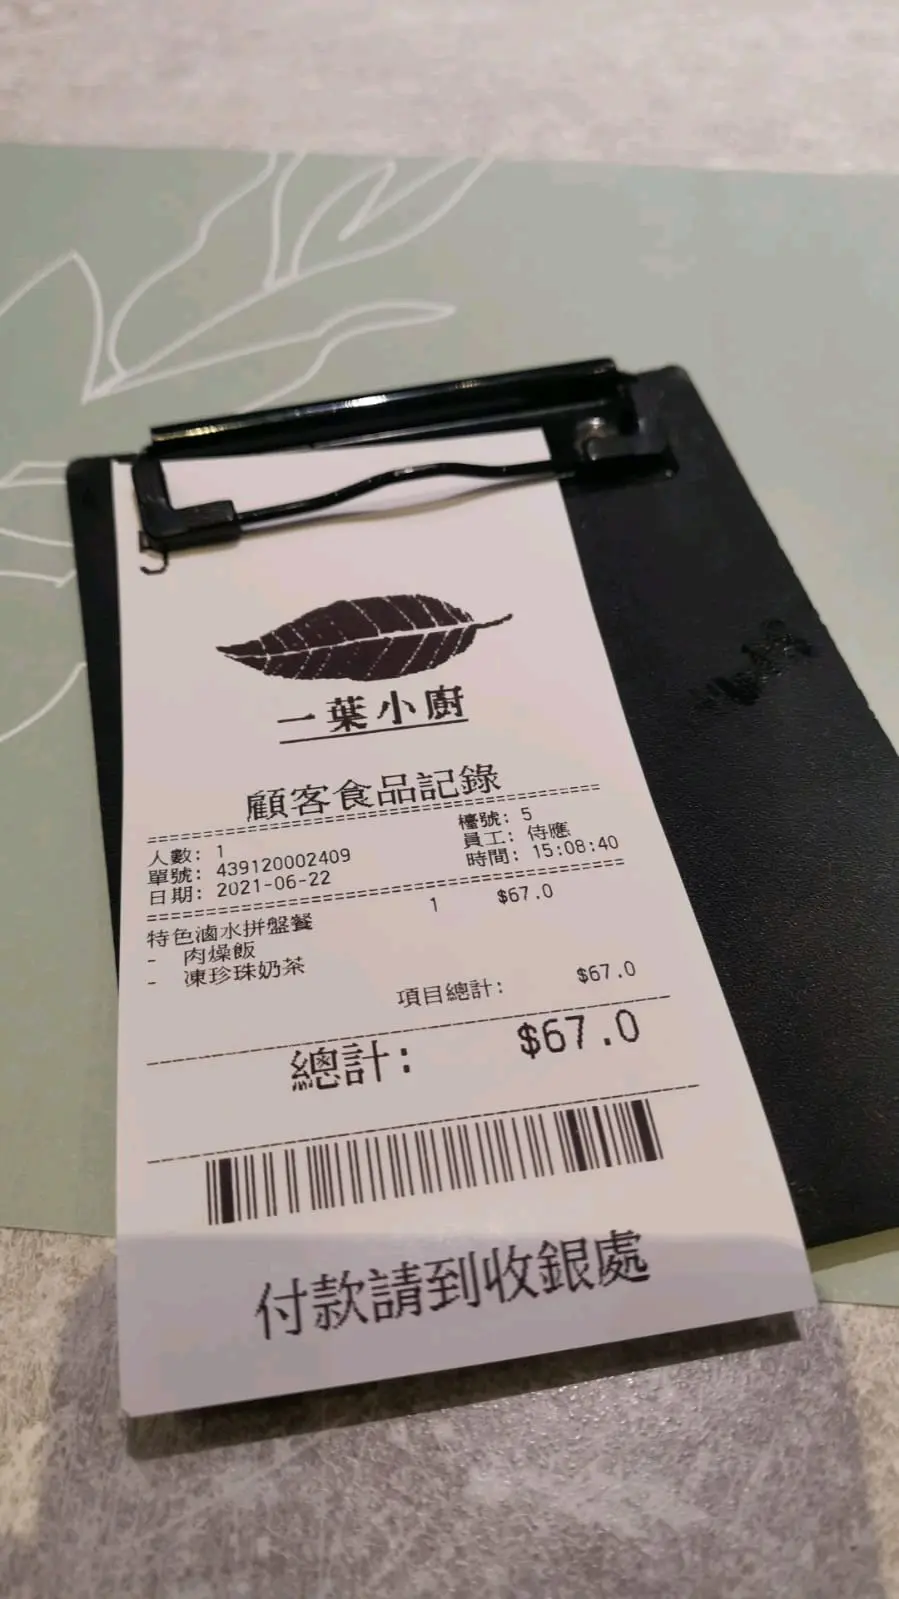 5
一葉小廚
顧客食品記錄
人數: 1 檯號: 5
單號: 439120002409 員工: 侍應
日期: 2021-06-22 時間: 15:08:40
特色滷水拼盤餐 1 $67.0
- 肉燥飯
- 凍珍珠奶茶
項目總計: $67.0
總計: $67.0
付款請到收銀處